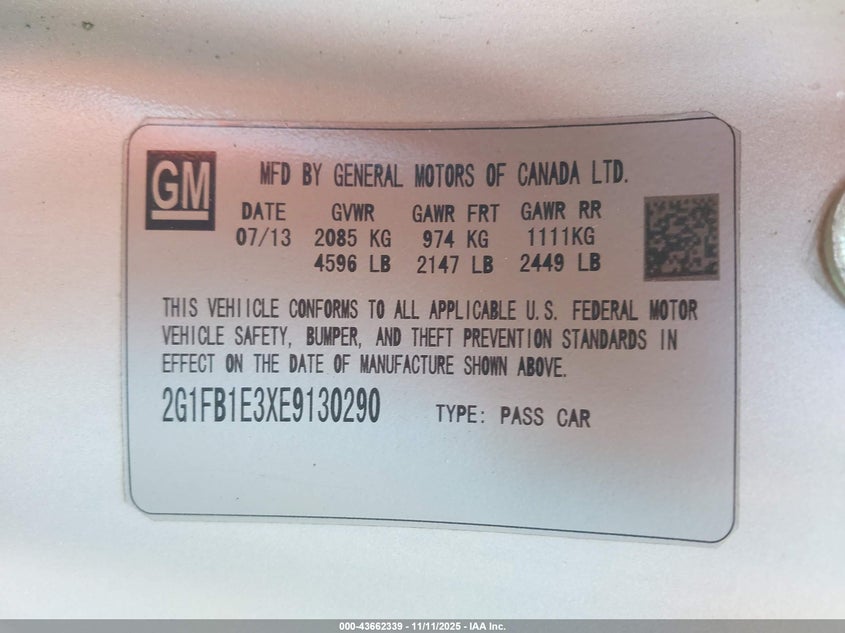 GM
MFD BY GENERAL MOTORS OF CANADA LTD.
DATE GVWR GAWR FRT GAWR RR
07/13 2085 KG 974 KG 1111KG
4596 LB 2147 LB 2449 LB
THIS VEHIICLE CONFORMS TO ALL APPLICABLE U.S. FEDERAL MOTOR
VEHICLE SAFETY, BUMPER, AND THEFT PREVENTION STANDARDS IN
EFFECT ON THE DATE OF MANUFACTURE SHOWN ABOVE.
2G1FB1E3XE9130290 TYPE: PASS CAR
000-43662339 - 11/11/2025 - IAA Inc.